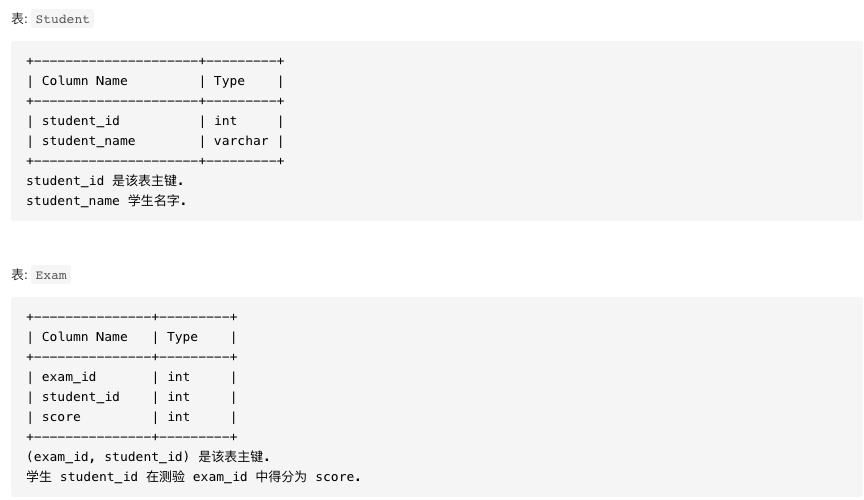 表: Student
+---------------------+---------+
| Column Name         | Type    |
+---------------------+---------+
| student_id          | int     |
| student_name        | varchar |
+---------------------+---------+
student_id 是该表主键.
student_name 学生名字.
表: Exam
+---------------+---------+
| Column Name   | Type    |
+---------------+---------+
| exam_id       | int     |
| student_id    | int     |
| score         | int     |
+---------------+---------+
(exam_id, student_id) 是该表主键.
学生 student_id 在测验 exam_id 中得分为 score.